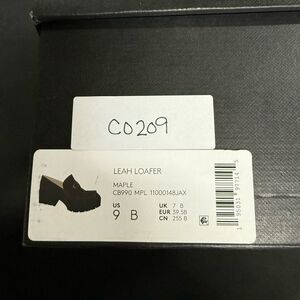 C0209
LEAH LOAFER
MAPLE
CB990 MPL 11000148JAX
US
9 B
UK 7 B
EUR 39.5B
CN 255 B